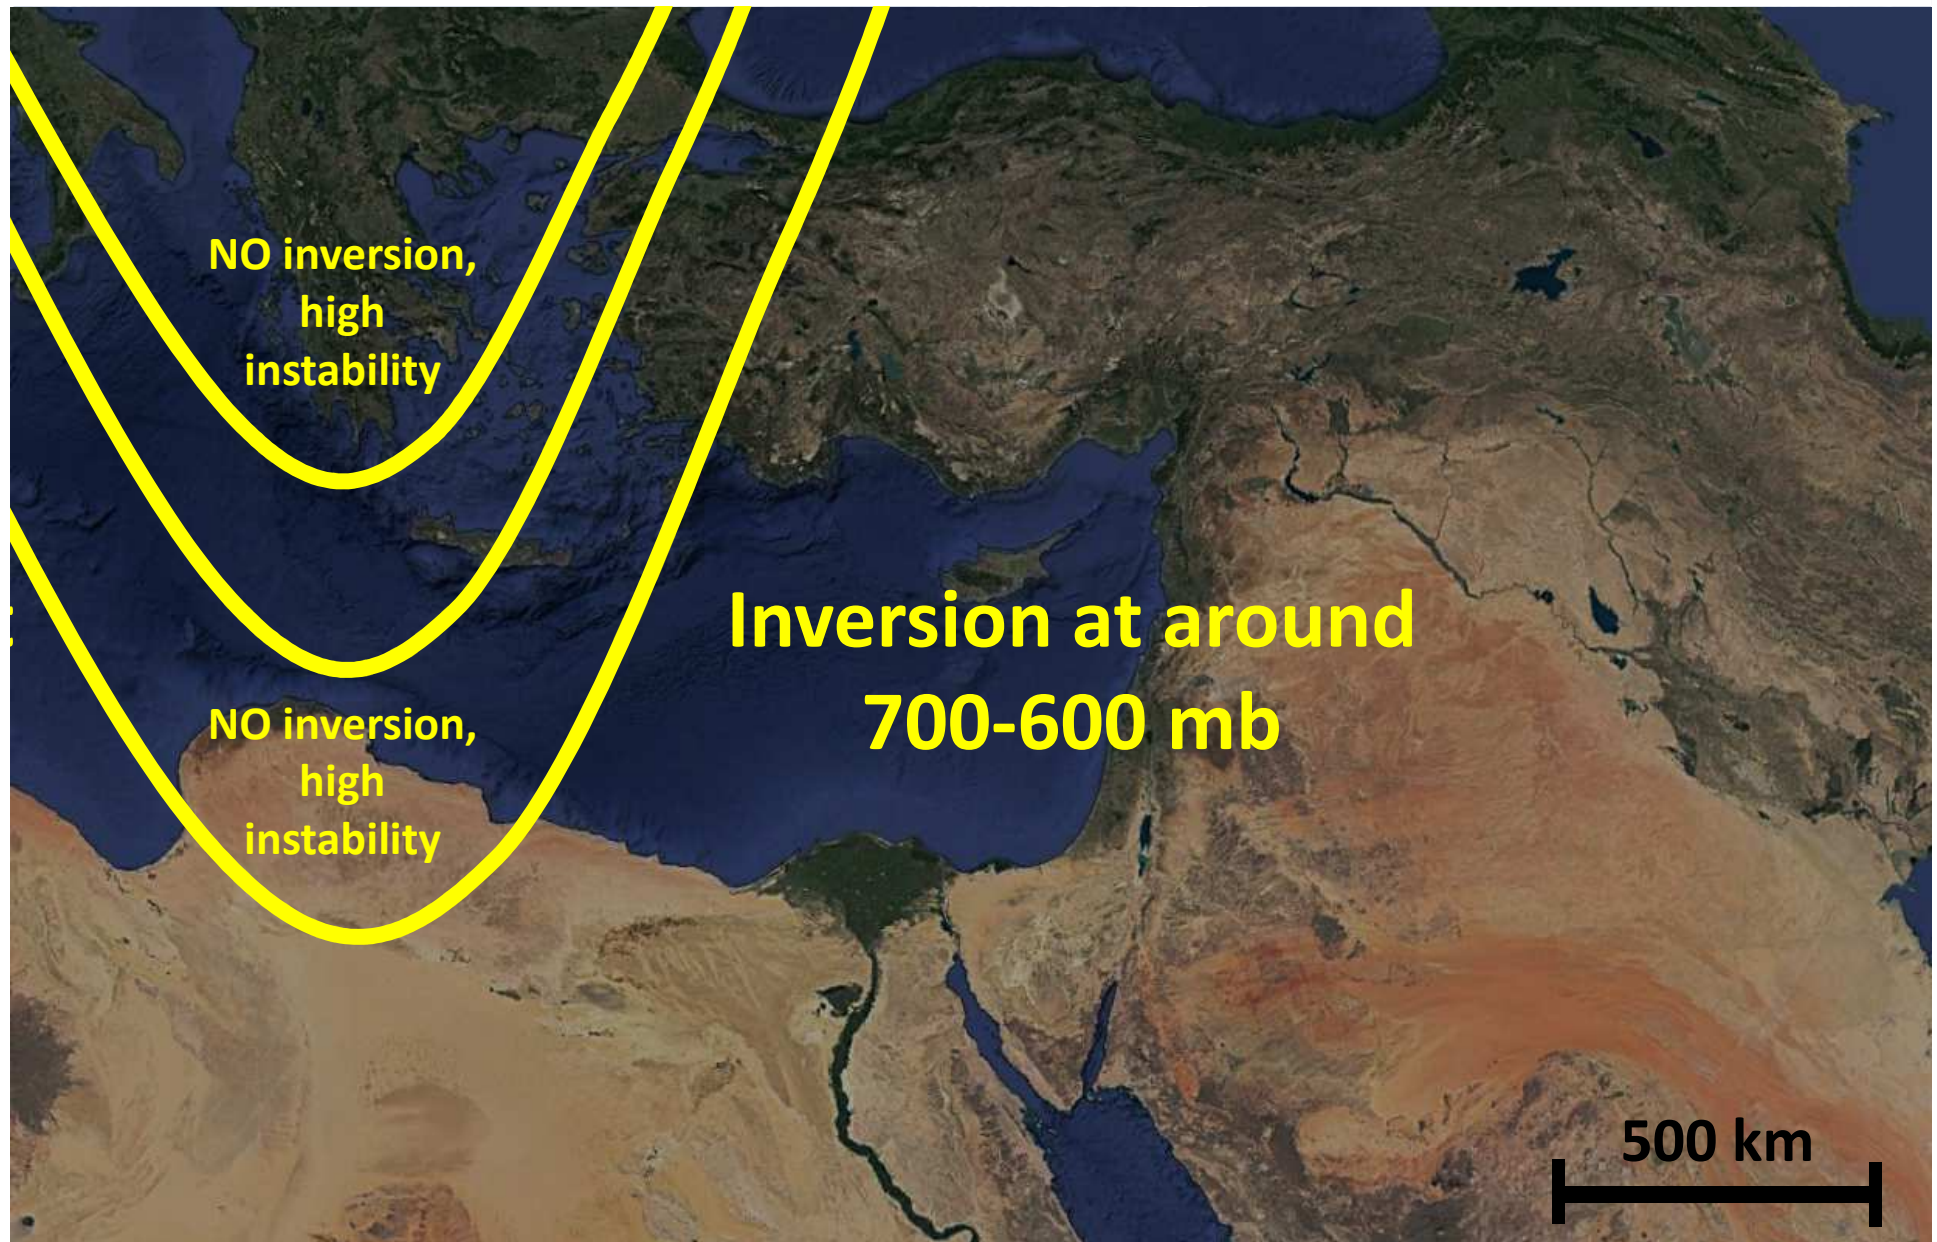 NO inversion,
high
instability
Inversion at around
700-600 mb
NO inversion,
high
instability
500 km